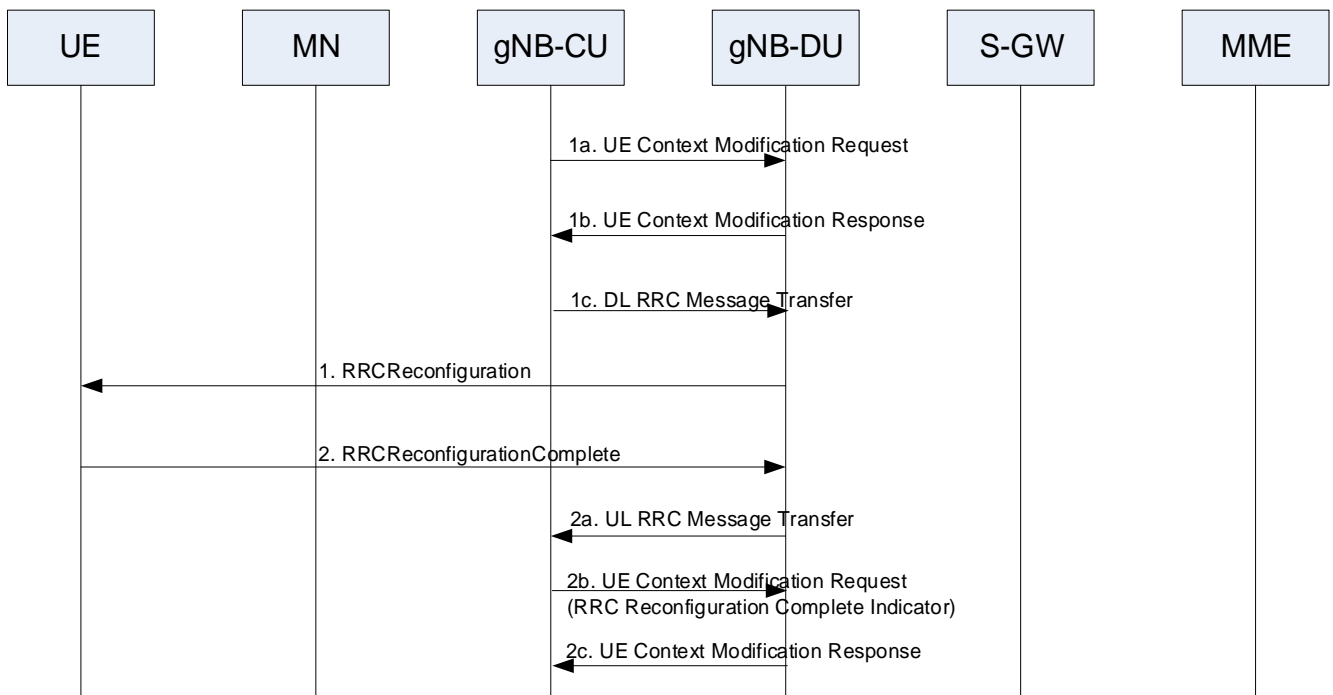 UE
MN
gNB-CU
gNB-DU
S-GW
MME
1a. UE Context Modification Request
1b. UE Context Modification Response
1c. DL RRC Message Transfer
1. RRCReconfiguration
2. RRCReconfigurationComplete
2a. UL RRC Message Transfer
2b. UE Context Modification Request
(RRC Reconfiguration Complete Indicator)
2c. UE Context Modification Response